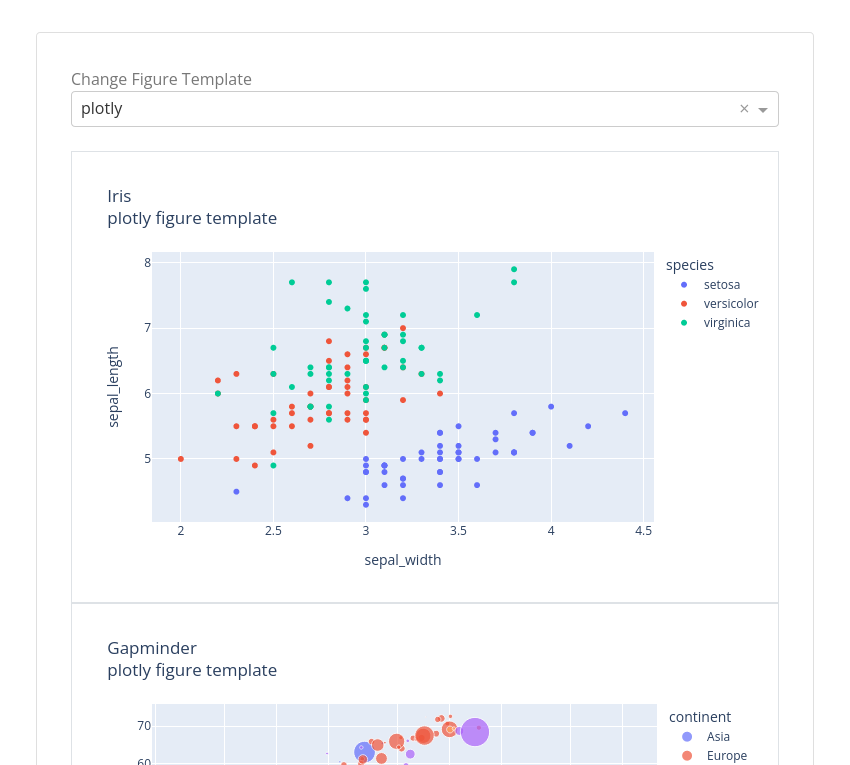 Change Figure Template
plotly
Iris
plotly figure template
species
setosa
versicolor
virginica
8
7
6
5
sepal_length
2 2.5 3 3.5 4 4.5
sepal_width
Gapminder
plotly figure template
continent
Asia
Europe
70
60